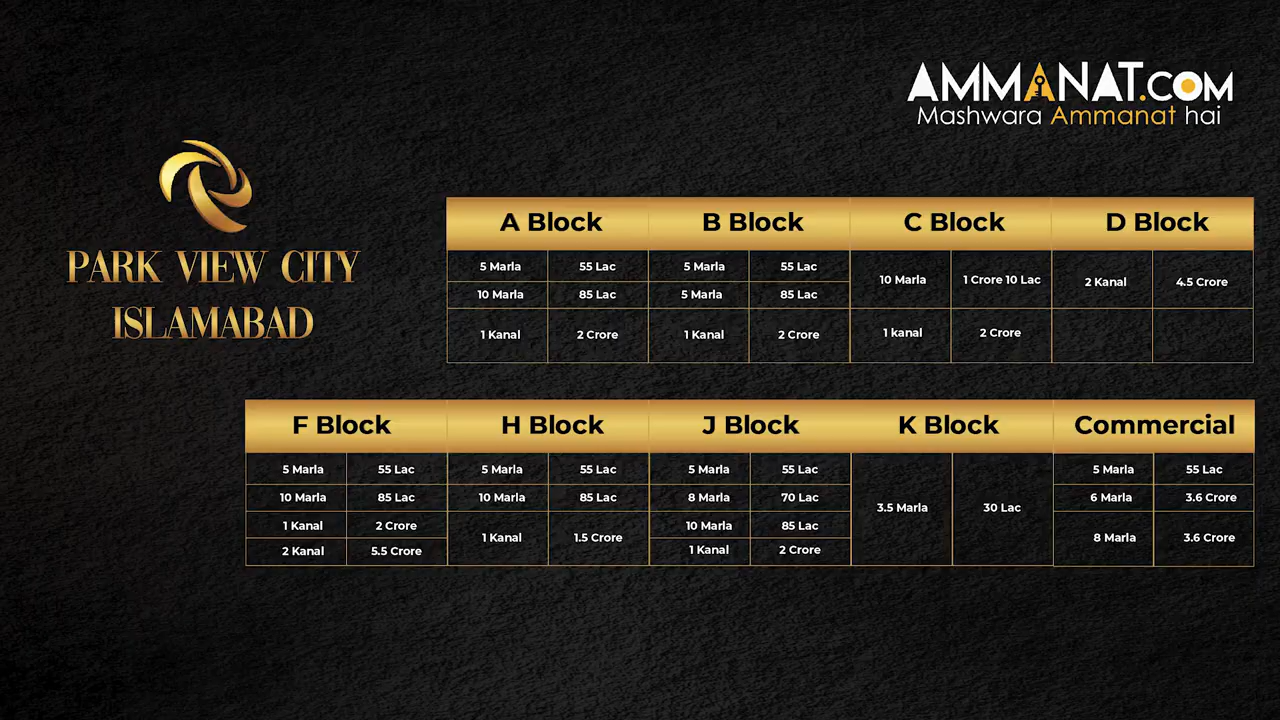 AMMANAT.COM
Mashwara Ammanat hai
PARK VIEW CITY
ISLAMABAD
A Block B Block C Block D Block
5 Marla 55 Lac 5 Marla 55 Lac 10 Marla 1 Crore 10 Lac 2 Kanal 4.5 Crore
10 Marla 85 Lac 5 Marla 85 Lac
1 Kanal 2 Crore 1 Kanal 2 Crore 1 kanal 2 Crore
F Block H Block J Block K Block Commercial
5 Marla 55 Lac 5 Marla 55 Lac 5 Marla 55 Lac 3.5 Marla 30 Lac 5 Marla 55 Lac
10 Marla 85 Lac 10 Marla 85 Lac 8 Marla 70 Lac 6 Marla 3.6 Crore
1 Kanal 2 Crore 1 Kanal 1.5 Crore 10 Marla 85 Lac 8 Marla 3.6 Crore
2 Kanal 5.5 Crore 1 Kanal 2 Crore